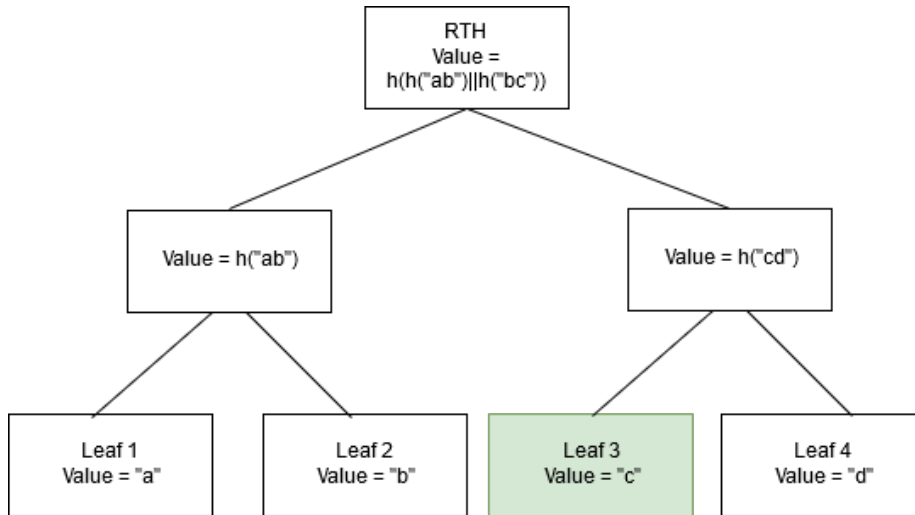 RTH
Value =
h(h("ab")||h("bc"))
Value = h("ab")
Value = h("cd")
Leaf 1
Value = "a"
Leaf 2
Value = "b"
Leaf 3
Value = "c"
Leaf 4
Value = "d"